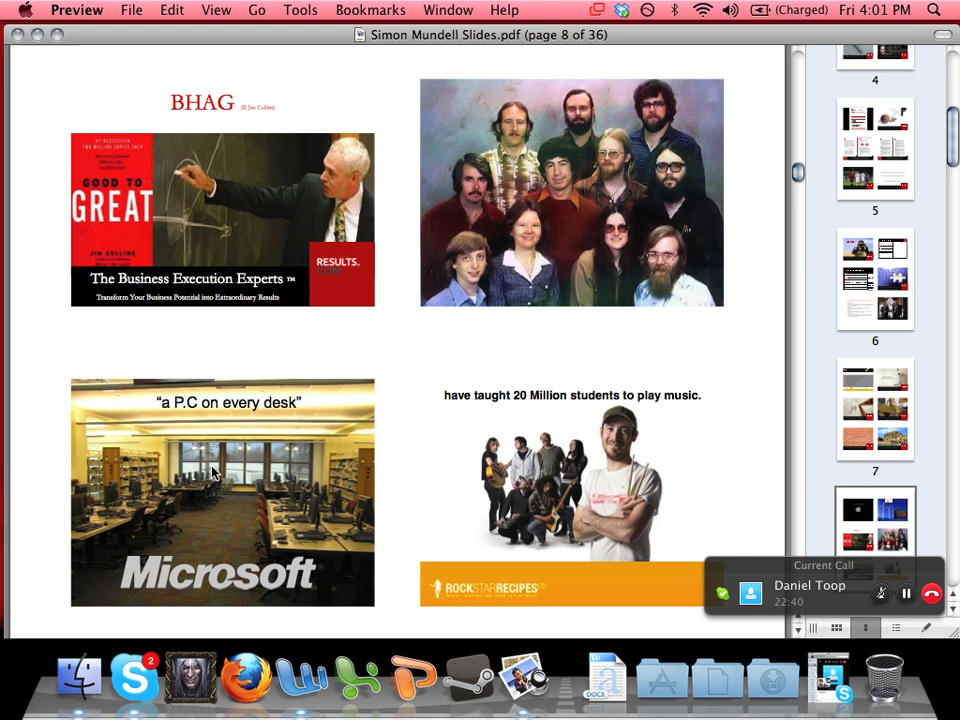 Preview File Edit View Go Tools Bookmarks Window Help (Charged) Fri 4:01 PM
Simon Mundell Slides.pdf (page 8 of 36)
BHAG (© Jim Collins)
GOOD TO
GREAT
JIM COLLINS
RESULTS.
COM
The Business Execution Experts ™
Transform Your Business Potential into Extraordinary Results
"a P.C on every desk"
Microsoft
have taught 20 Million students to play music.
ROCKSTARRECIPES
4
5
6
7
Current Call
Daniel Toop
22:40
2
DOCX